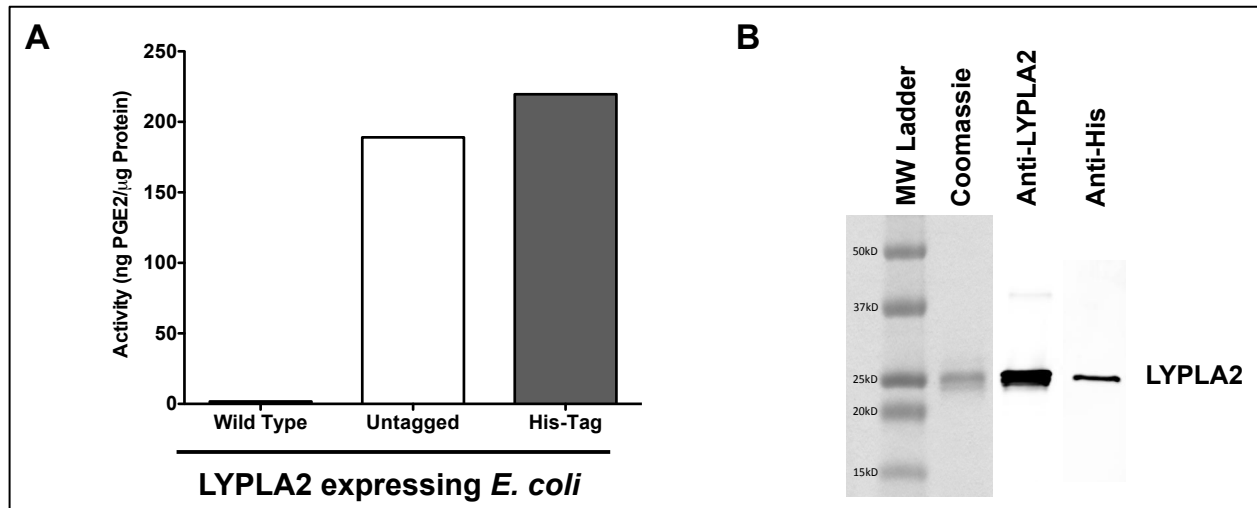 A
Activity (ng PGE2/μg Protein)
250
200
150
100
50
0
Wild Type
Untagged
His-Tag
LYPLA2 expressing E. coli
B
MW Ladder
Coomassie
Anti-LYPLA2
Anti-His
50kD
37kD
25kD
20kD
15kD
LYPLA2